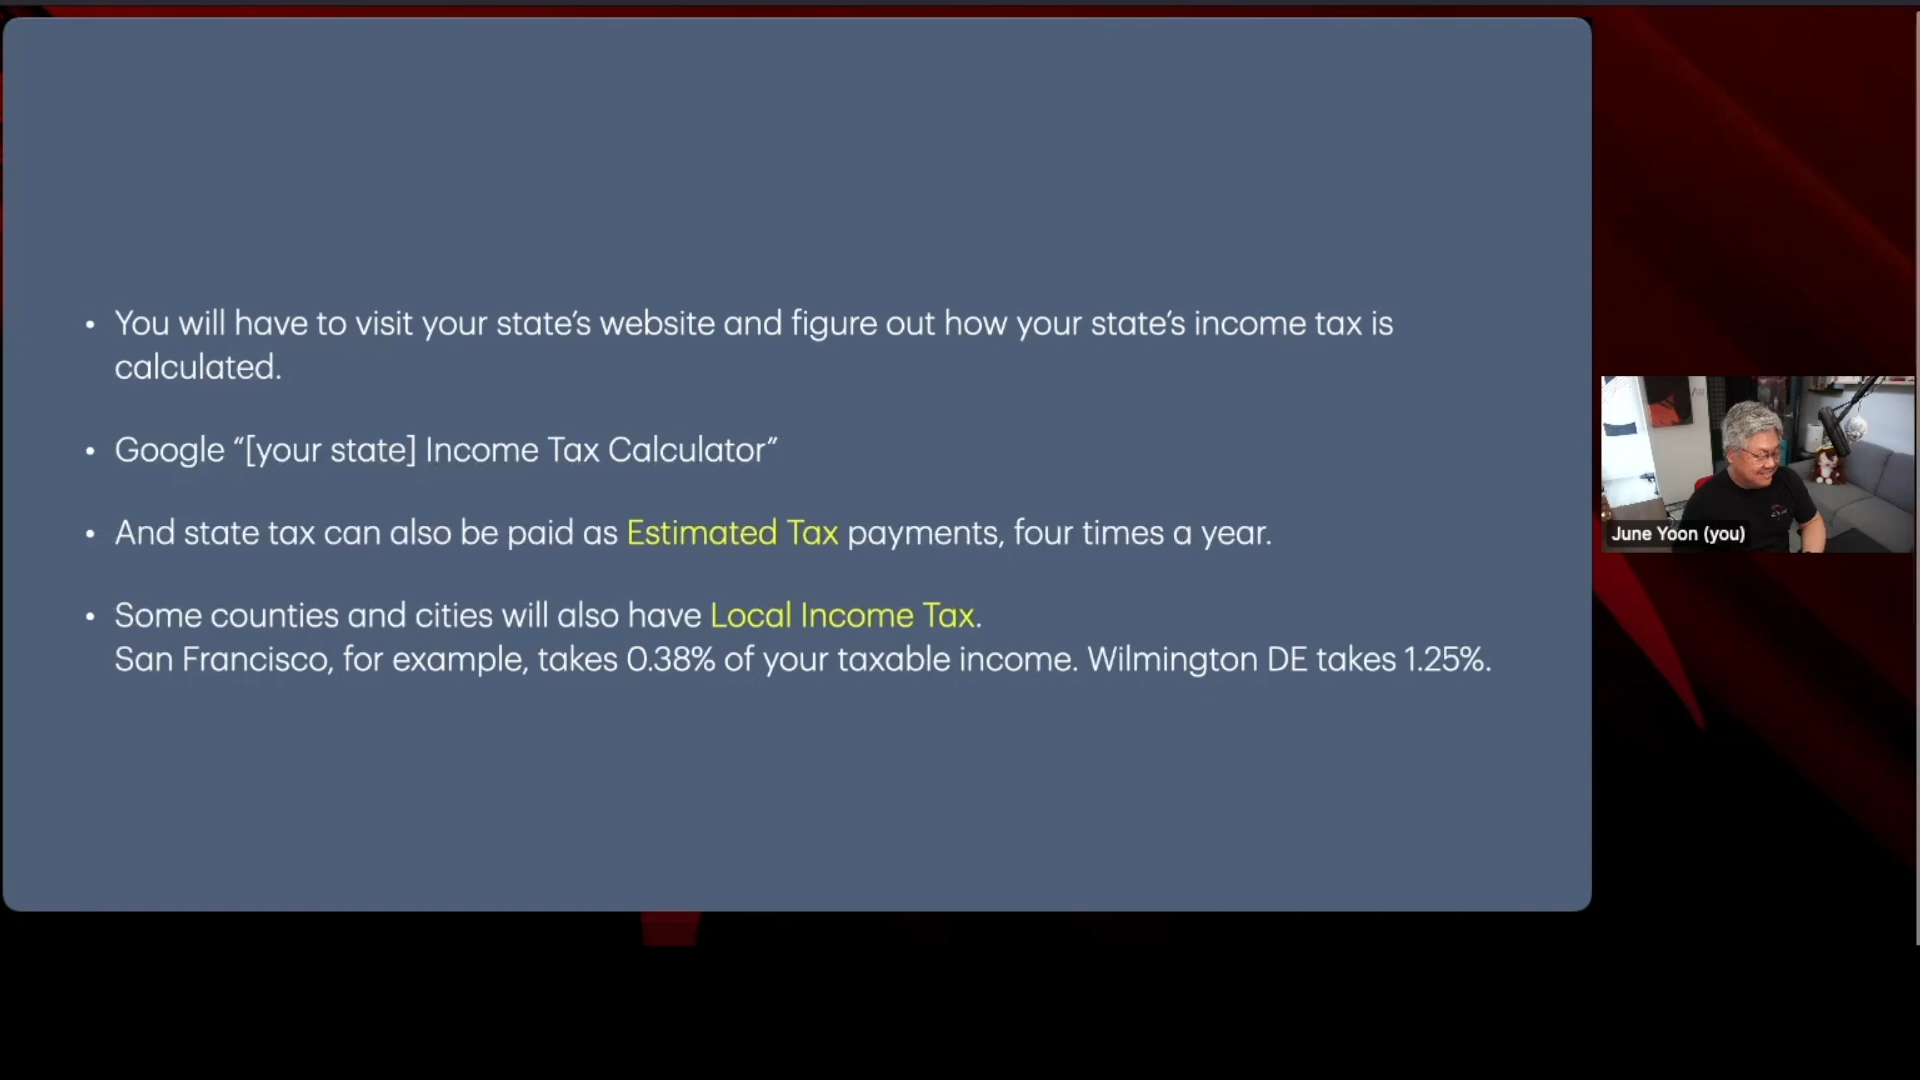 • You will have to visit your state’s website and figure out how your state’s income tax is
calculated.
• Google “[your state] Income Tax Calculator”
• And state tax can also be paid as Estimated Tax payments, four times a year.
• Some counties and cities will also have Local Income Tax.
San Francisco, for example, takes 0.38% of your taxable income. Wilmington DE takes 1.25%.
June Yoon (you)